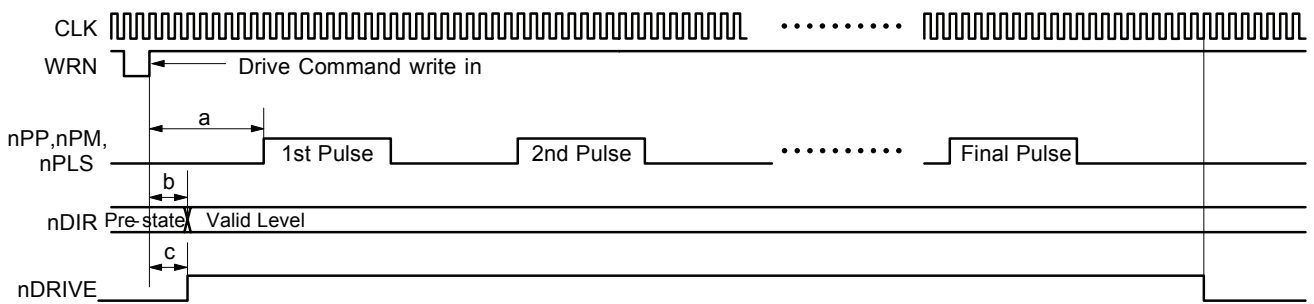 CLK
WRN
Drive Command write in
a
nPP,nPM,
nPLS
1st Pulse
2nd Pulse
Final Pulse
b
nDIR
Pre-state
Valid Level
c
nDRIVE